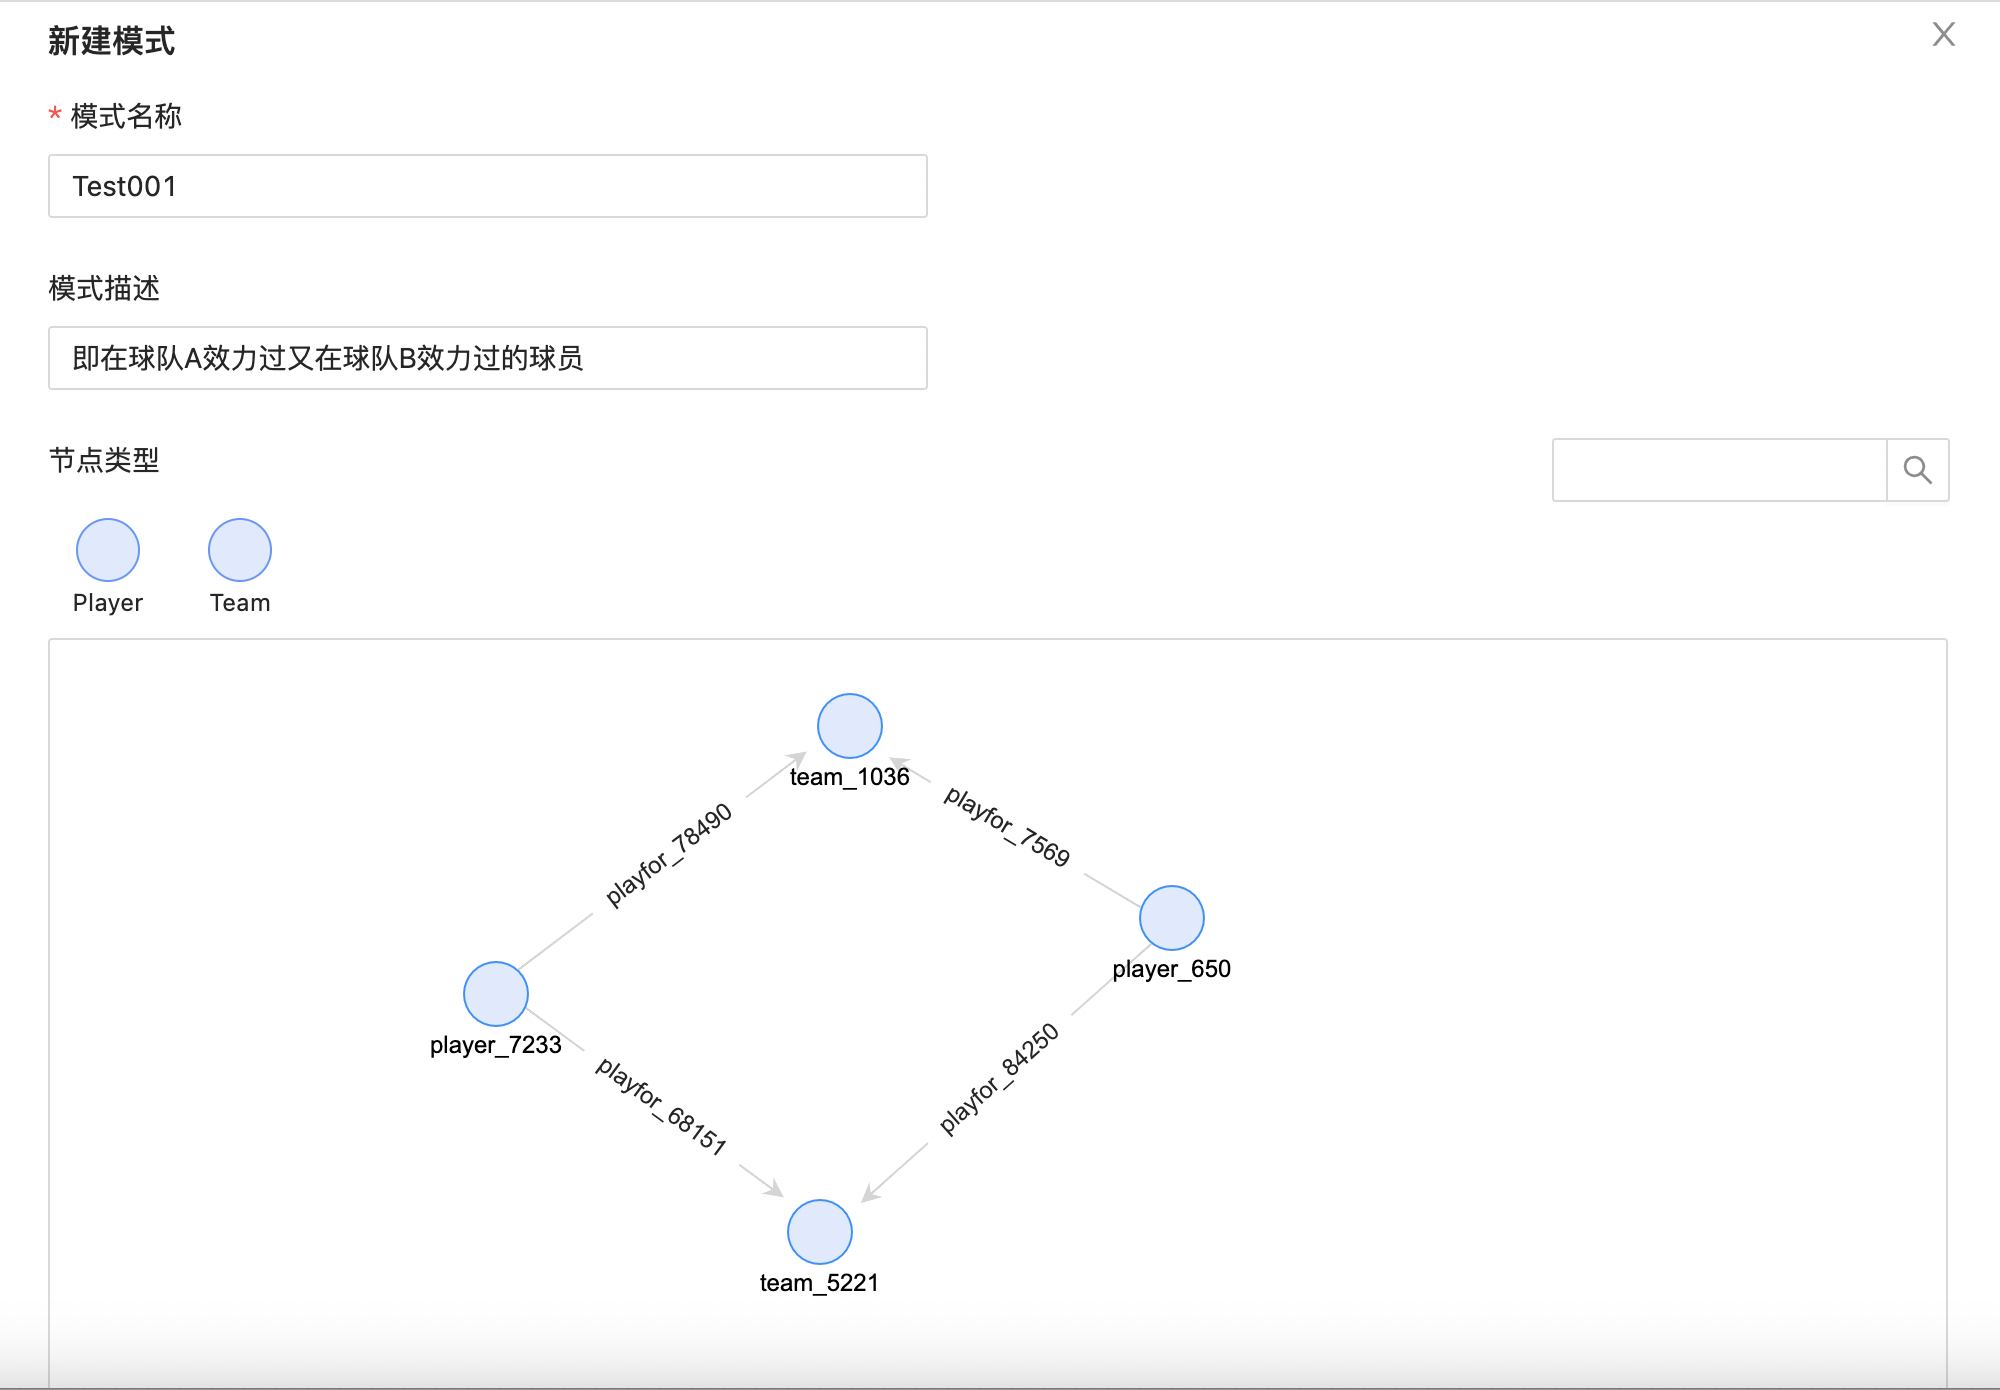 新建模式
* 模式名称
Test001
模式描述
即在球队A效力过又在球队B效力过的球员
节点类型
Player
Team
team_1036
playfor_78490
playfor_7569
player_650
player_7233
playfor_68151
playfor_84250
team_5221